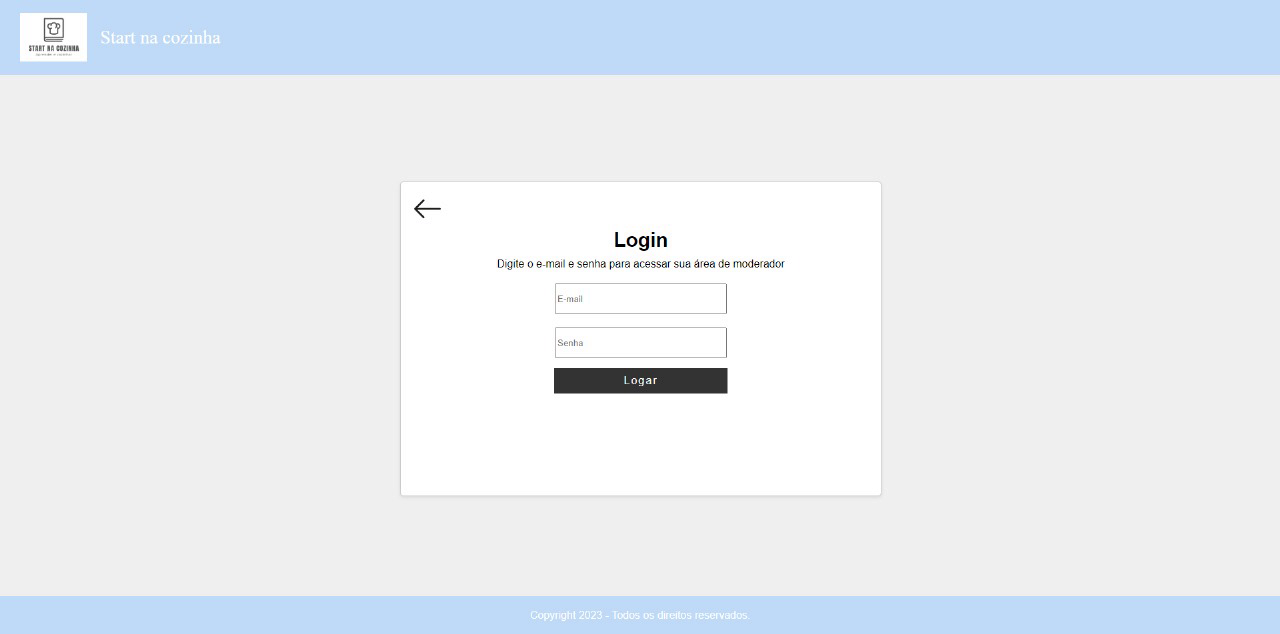 START NA COZINHA
Start na cozinha
Login
Digite o e-mail e senha para acessar sua área de moderador
E-mail
Senha
Logar
Copyright 2023 - Todos os direitos reservados.